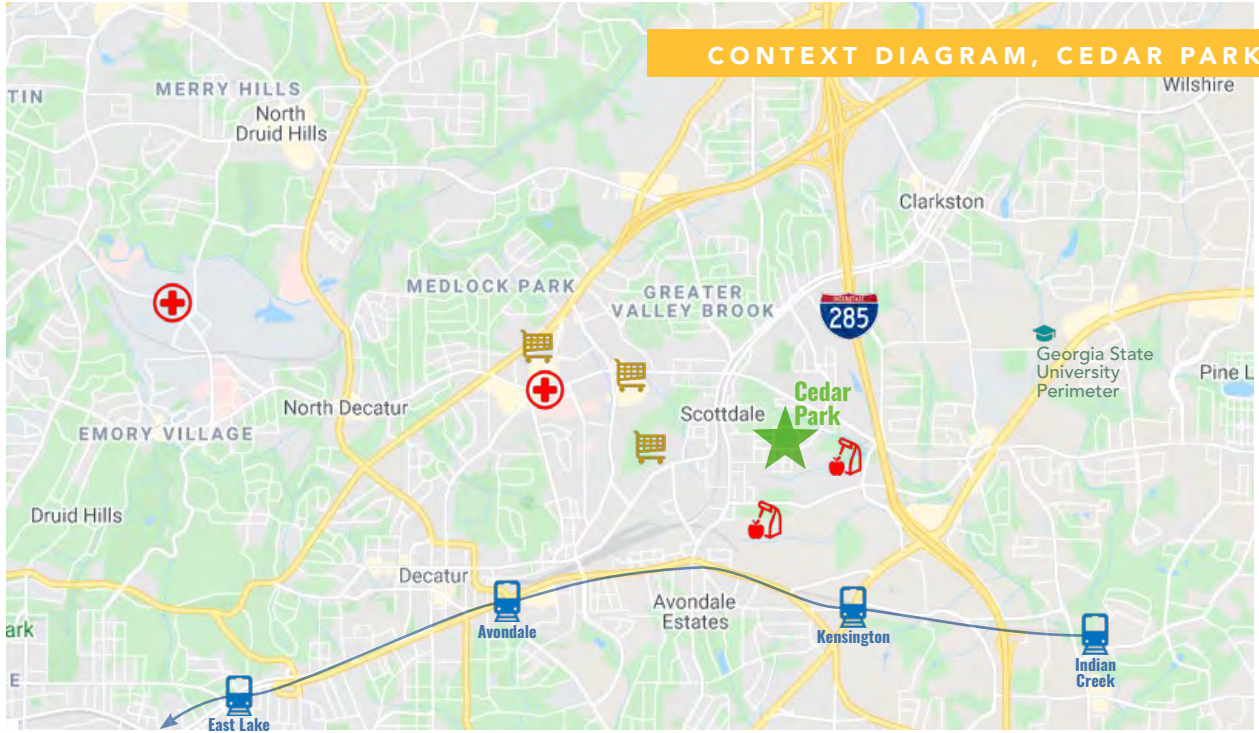 CONTEXT DIAGRAM, CEDAR PARK
TIN
MERRY HILLS
North
Druid Hills
Wilshire
Clarkston
MEDLOCK PARK
GREATER
VALLEY BROOK
INTERSTATE
285
Georgia State
University
Perimeter
Pine L
Cedar
Park
Scottdale
North Decatur
EMORY VILLAGE
Druid Hills
Decatur
Avondale
Avondale
Estates
Kensington
ark
Indian
Creek
E
East Lake